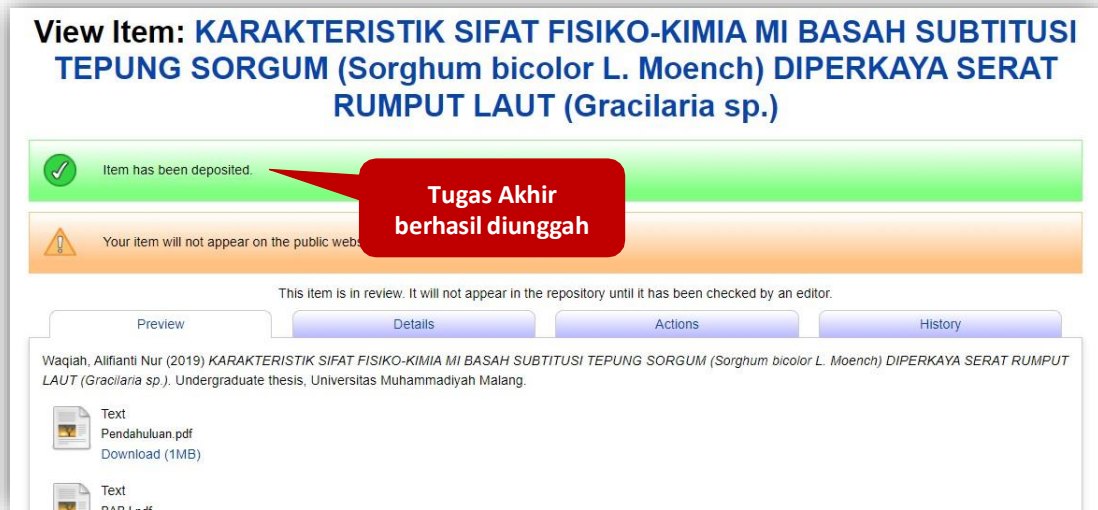 View Item: KARAKTERISTIK SIFAT FISIKO-KIMIA MI BASAH SUBTITUSI
TEPUNG SORGUM (Sorghum bicolor L. Moench) DIPERKAYA SERAT
RUMPUT LAUT (Gracilaria sp.)
Item has been deposited.
Tugas Akhir
berhasil diunggah
Your item will not appear on the public
This item is in review. It will not appear in the repository until it has been checked by an editor.
Preview Details Actions History
Waqiah, Alifianti Nur (2019) KARAKTERISTIK SIFAT FISIKO-KIMIA MI BASAH SUBTITUSI TEPUNG SORGUM (Sorghum bicolor L. Moench) DIPERKAYA SERAT RUMPUT
LAUT (Gracilaria sp.). Undergraduate thesis, Universitas Muhammadiyah Malang.
Text
Pendahuluan.pdf
Download (1MB)
Text